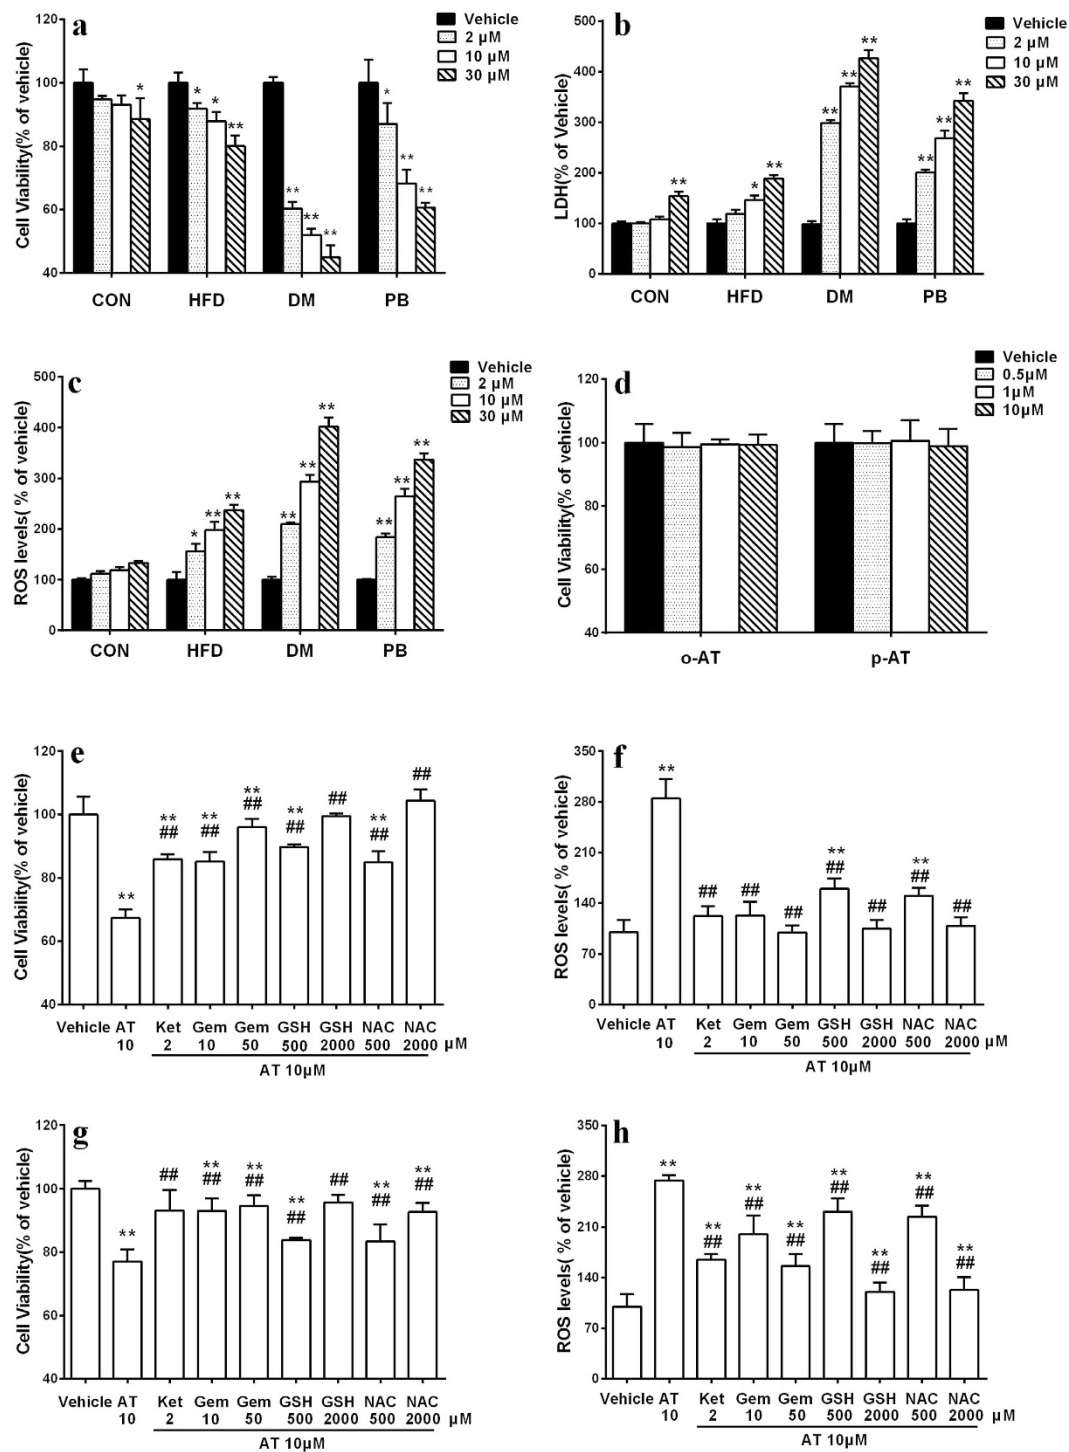 a
Cell Viability(% of vehicle)
120
100
80
60
40
* * * ** ** ** ** * ** **
CON HFD DM PB
Vehicle
2 µM
10 µM
30 µM
b
LDH(% of Vehicle)
500
400
300
200
100
0
** * ** ** ** ** ** ** **
CON HFD DM PB
Vehicle
2 µM
10 µM
30 µM
c
ROS levels( % of vehicle)
500
400
300
200
100
0
* ** ** ** ** ** ** ** **
CON HFD DM PB
Vehicle
2 µM
10 µM
30 µM
d
Cell Viability(% of vehicle)
120
100
80
60
40
o-AT p-AT
Vehicle
0.5µM
1µM
10µM
e
Cell Viability(% of vehicle)
120
100
80
60
40
** ** ** ** ** **
## ## ## ## ## ## ##
Vehicle AT Ket Gem Gem GSH GSH NAC NAC
10 2 10 50 500 2000 500 2000 µM
AT 10µM
f
ROS levels( % of vehicle)
350
280
210
140
70
0
** ** **
## ## ## ## ## ## ##
Vehicle AT Ket Gem Gem GSH GSH NAC NAC
10 2 10 50 500 2000 500 2000 µM
AT 10µM
g
Cell Viability(% of vehicle)
120
100
80
60
40
** ** ** ** ** **
## ## ## ## ## ## ##
Vehicle AT Ket Gem Gem GSH GSH NAC NAC
10 2 10 50 500 2000 500 2000 µM
AT 10µM
h
ROS levels( % of vehicle)
350
280
210
140
70
0
** ** ** ** ** ** ** **
## ## ## ## ## ## ##
Vehicle AT Ket Gem Gem GSH GSH NAC NAC
10 2 10 50 500 2000 500 2000 µM
AT 10µM